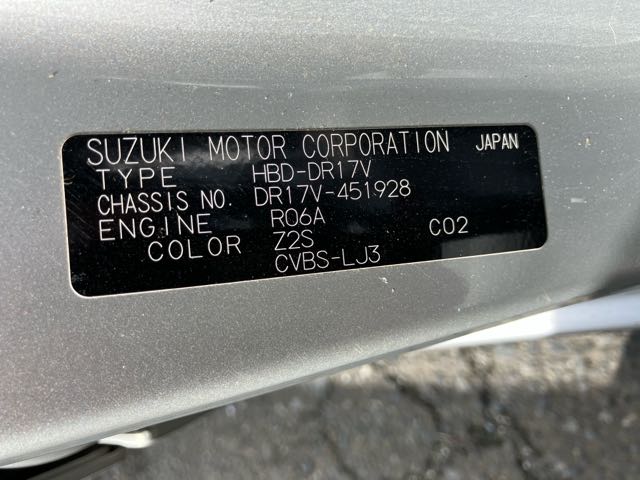 SUZUKI MOTOR CORPORATION JAPAN
TYPE HBD-DR17V
CHASSIS NO. DR17V-451928
ENGINE R06A
COLOR Z2S C02
CVBS-LJ3